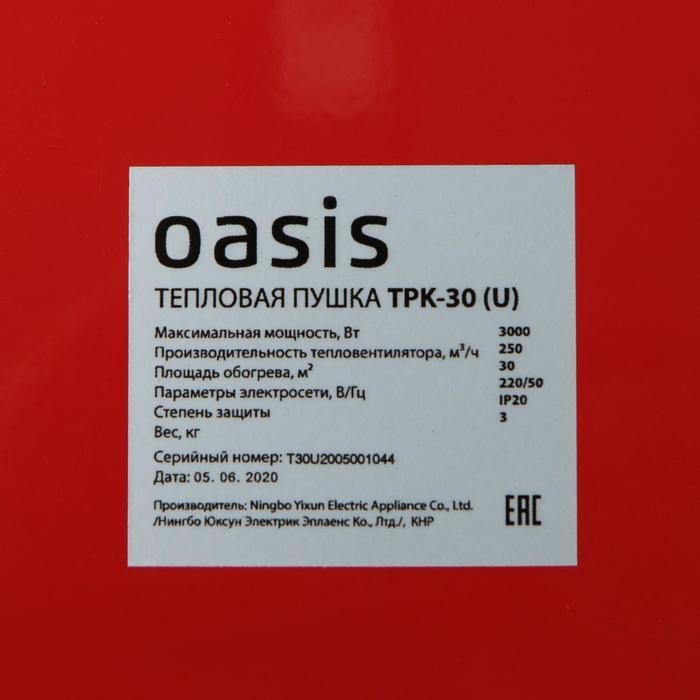 oasis
ТЕПЛОВАЯ ПУШКА TPK-30 (U)
Максимальная мощность, Вт 3000
Производительность тепловентилятора, м³/ч 250
Площадь обогрева, м² 30
Параметры электросети, В/Гц 220/50
Степень защиты IP20
Вес, кг 3
Серийный номер: T30U2005001044
Дата: 05. 06. 2020
Производитель: Ningbo Yixun Electric Appliance Co., Ltd.
/Нингбо Юксун Электрик Эплаенс Ко., Лтд./, КНР
EAC